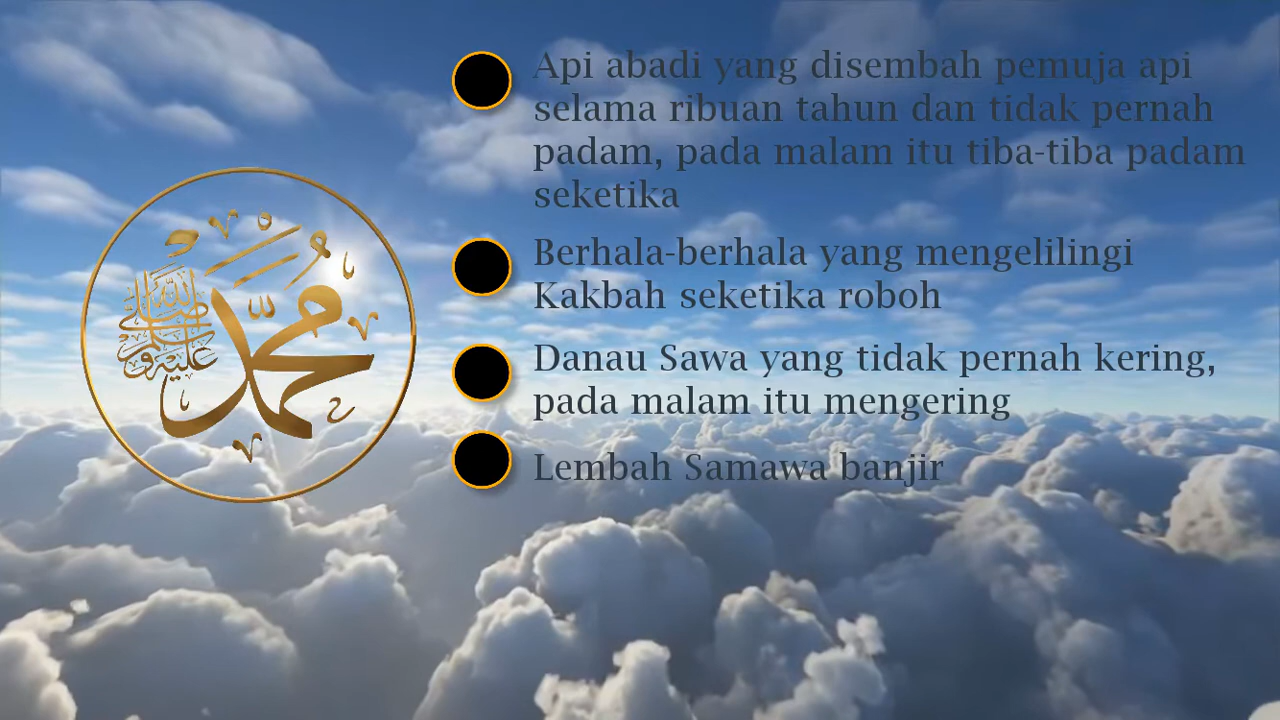 محمد
صلى الله عليه وسلم
Api abadi yang disembah pemuja api
selama ribuan tahun dan tidak pernah
padam, pada malam itu tiba-tiba padam
seketika
Berhala-berhala yang mengelilingi
Kakbah seketika roboh
Danau Sawa yang tidak pernah kering,
pada malam itu mengering
Lembah Samawa banjir